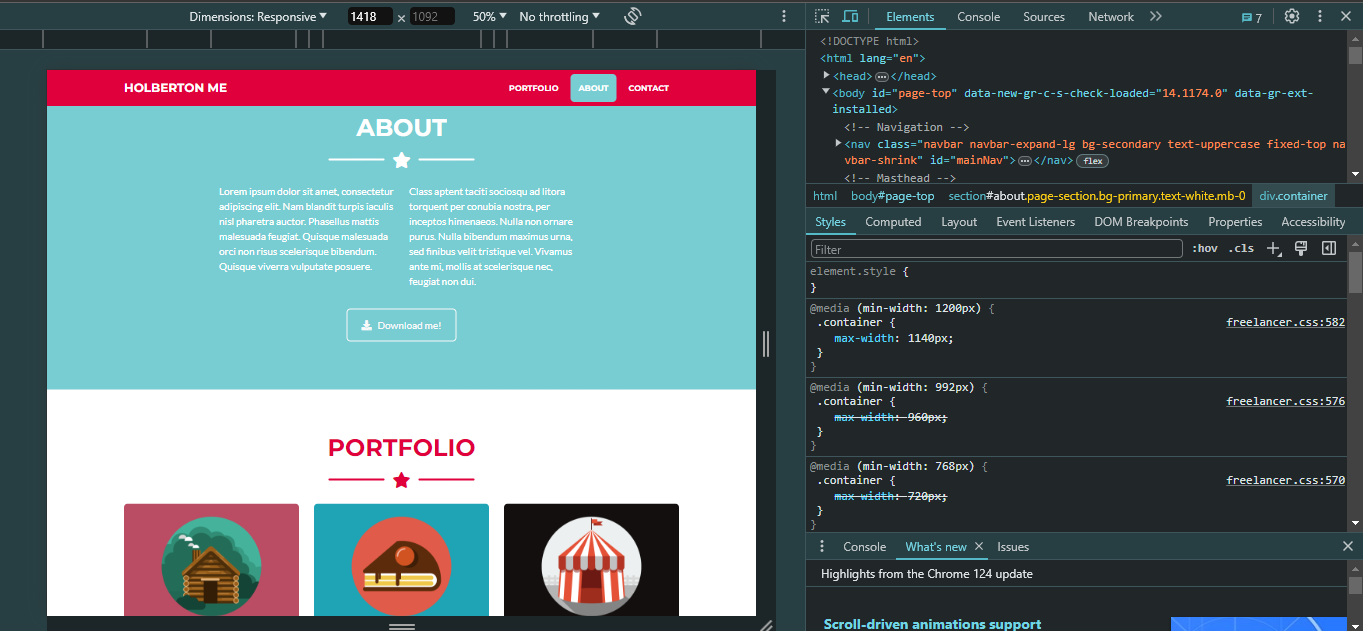 Dimensions: Responsive 1418 × 1092 50% No throttling
Elements Console Sources Network 7
HOLBERTON ME PORTFOLIO ABOUT CONTACT
ABOUT
Lorem ipsum dolor sit amet, consectetur
adipiscing elit. Nam blandit turpis iaculis
nisl pharetra auctor. Phasellus mattis
malesuada feugiat. Quisque malesuada
orci non risus scelerisque bibendum.
Quisque viverra vulputate posuere.
Class aptent taciti sociosqu ad litora
torquent per conubia nostra, per
inceptos himenaeos. Nulla non ornare
purus. Nulla bibendum maximus urna,
sed finibus velit tristique vel. Vivamus
ante mi, mollis at scelerisque nec,
feugiat non dui.
Download me!
PORTFOLIO
<!DOCTYPE html>
<html lang="en">
<head>…</head>
<body id="page-top" data-new-gr-c-s-check-loaded="14.1174.0" data-gr-ext-
installed>
<!-- Navigation -->
<nav class="navbar navbar-expand-lg bg-secondary text-uppercase fixed-top na
vbar-shrink" id="mainNav">…</nav> flex
<!-- Masthead -->
html body#page-top section#about.page-section.bg-primary.text-white.mb-0 div.container
Styles Computed Layout Event Listeners DOM Breakpoints Properties Accessibility
Filter :hov .cls
element.style {
}
@media (min-width: 1200px) {
.container { freelancer.css:582
max-width: 1140px;
}
}
@media (min-width: 992px) {
.container { freelancer.css:576
max-width: 960px;
}
}
@media (min-width: 768px) {
.container { freelancer.css:570
max-width: 720px;
}
}
Console What's new Issues
Highlights from the Chrome 124 update
Scroll-driven animations support